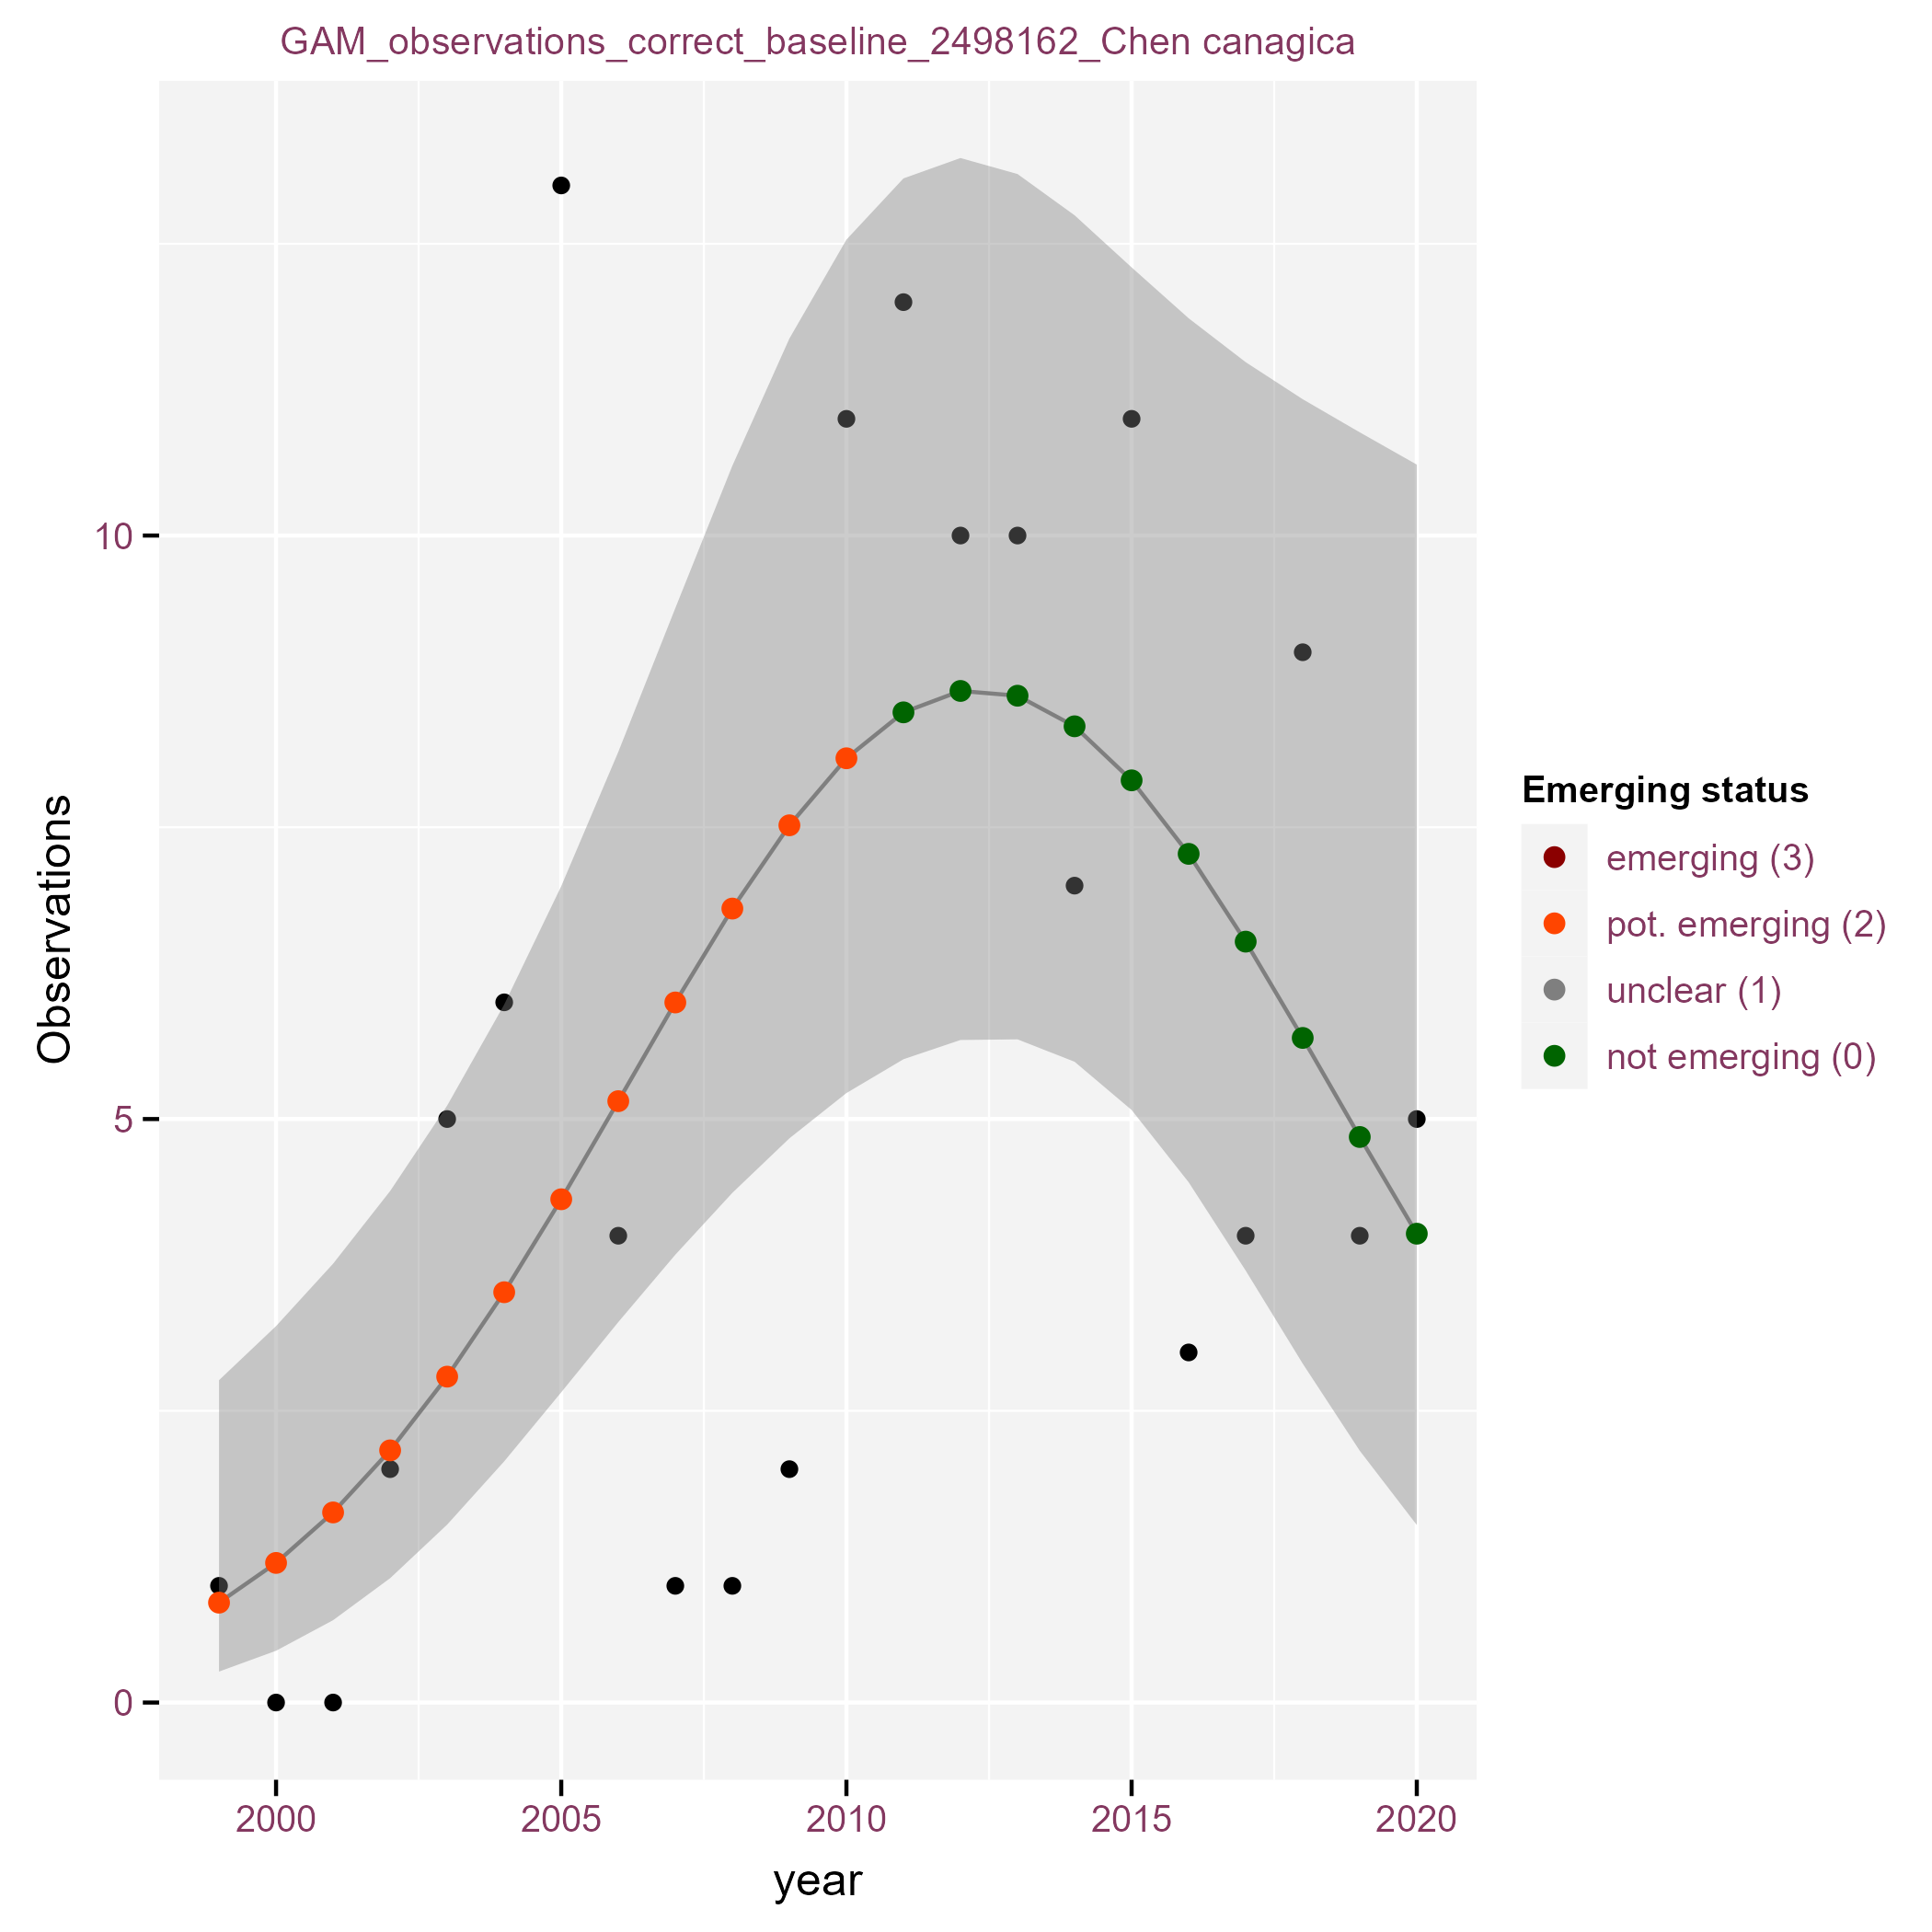 GAM_observations_correct_baseline_2498162_Chen canagica
Observations
10
5
0
2000 2005 2010 2015 2020
year
Emerging status
emerging (3)
pot. emerging (2)
unclear (1)
not emerging (0)